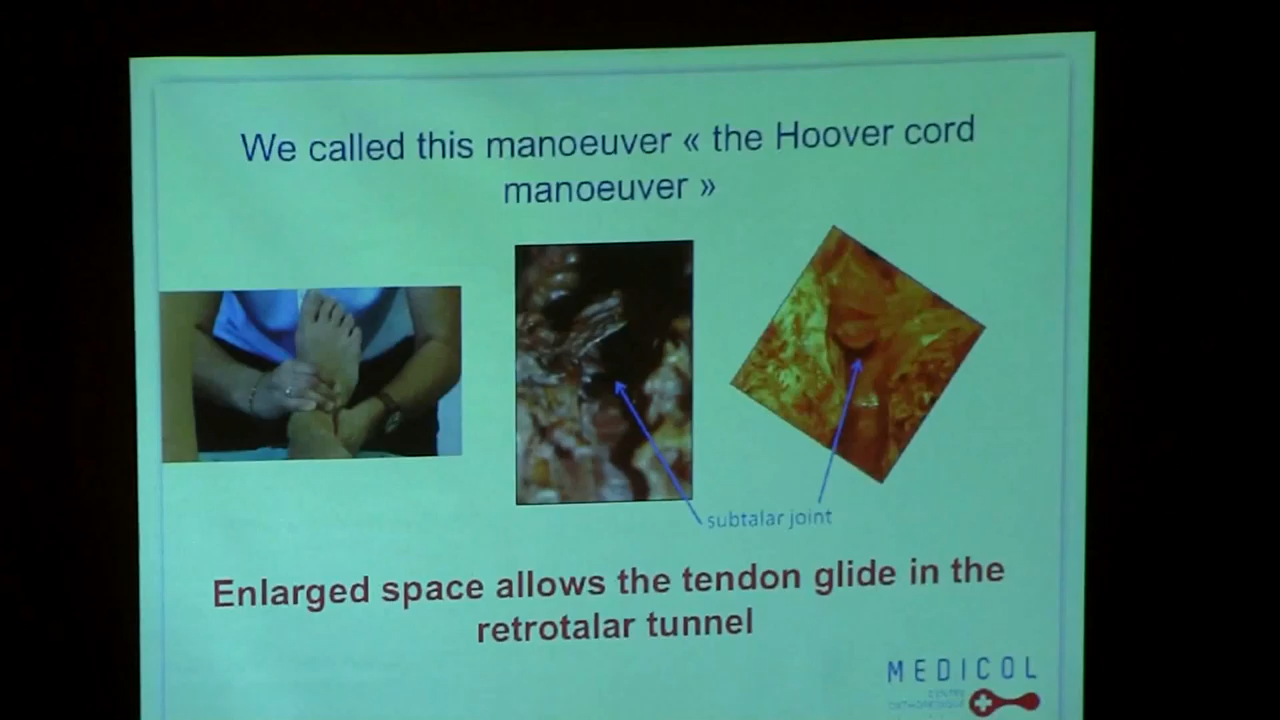 We called this manoeuver « the Hoover cord
manoeuver »
subtalar joint
Enlarged space allows the tendon glide in the
retrotalar tunnel
MEDICOL